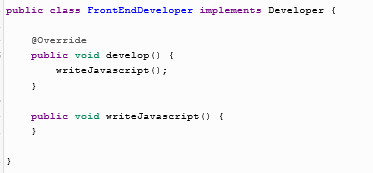 public class FrontEndDeveloper implements Developer {
@Override
public void develop() {
writeJavascript();
}
public void writeJavascript() {
}
}